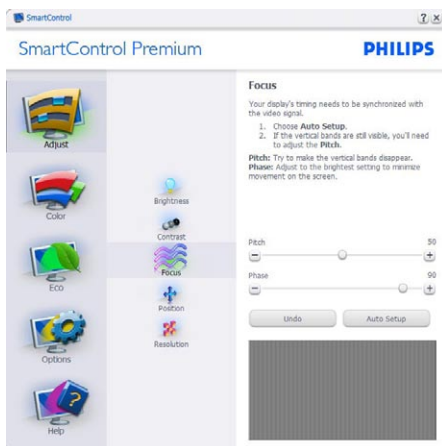 SmartControl
SmartControl Premium
PHILIPS
Adjust
Color
Eco
Options
Help
Brightness
Contrast
Focus
Position
Resolution
Focus
Your display's timing needs to be synchronized with
the video signal.
1. Choose Auto Setup.
2. If the vertical bands are still visible, you'll need
to adjust the Pitch.
Pitch: Try to make the vertical bands disappear.
Phase: Adjust to the brightest setting to minimize
movement on the screen.
Pitch 50
Phase 90
Undo Auto Setup